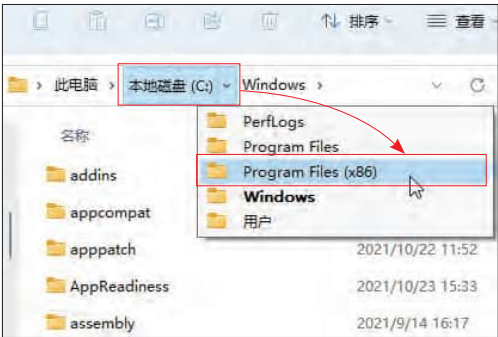 排序
查看
此电脑 › 本地磁盘 (C:) Windows ›
PerfLogs
Program Files
Program Files (x86)
Windows
用户
名称
addins
appcompat
apppatch 2021/10/22 11:52
AppReadiness 2021/10/23 15:33
assembly 2021/9/14 16:17